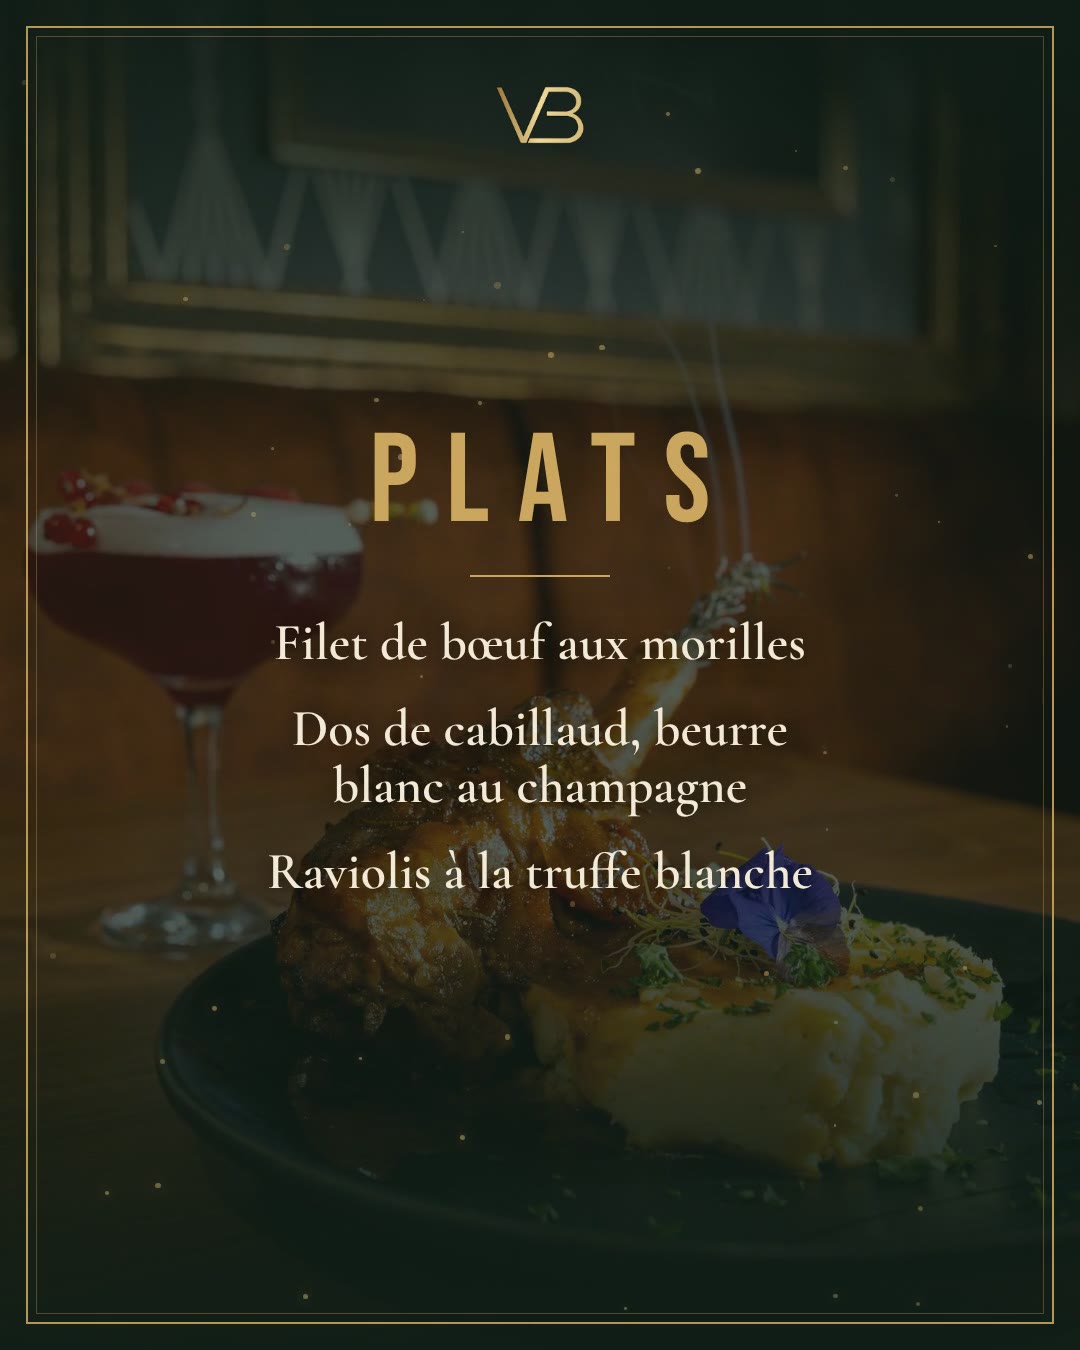 VB
PLATS
Filet de bœuf aux morilles
Dos de cabillaud, beurre
blanc au champagne
Raviolis à la truffe blanche